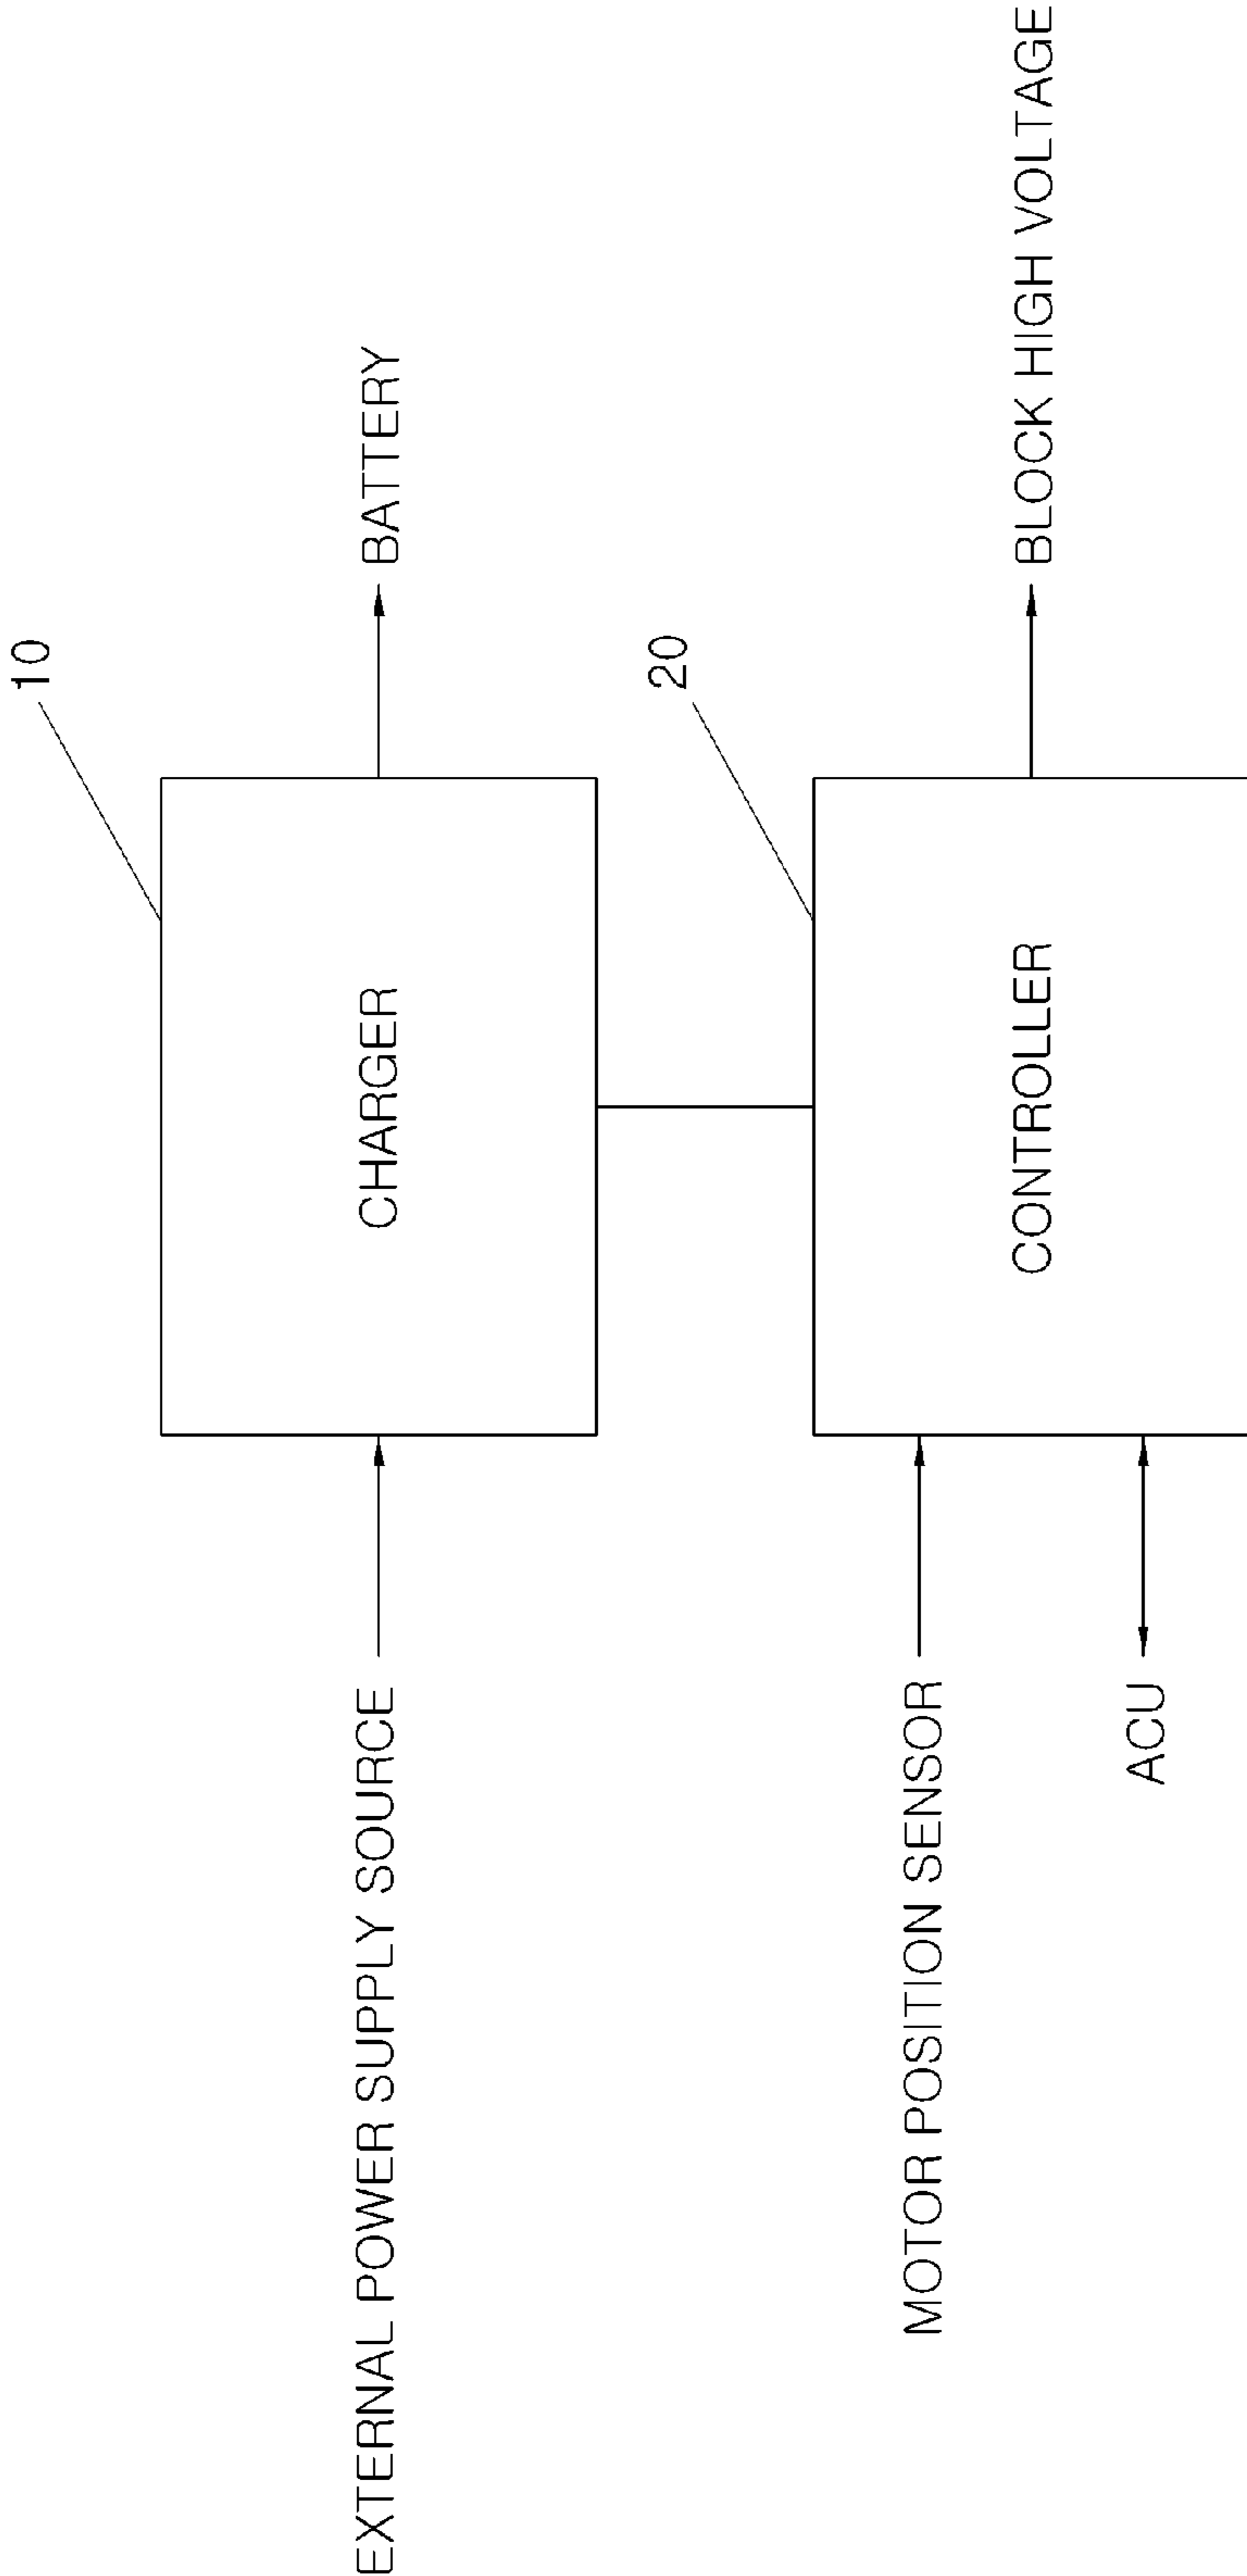 10
EXTERNAL POWER SUPPLY SOURCE
CHARGER
BATTERY
20
MOTOR POSITION SENSOR
ACU
CONTROLLER
BLOCK HIGH VOLTAGE